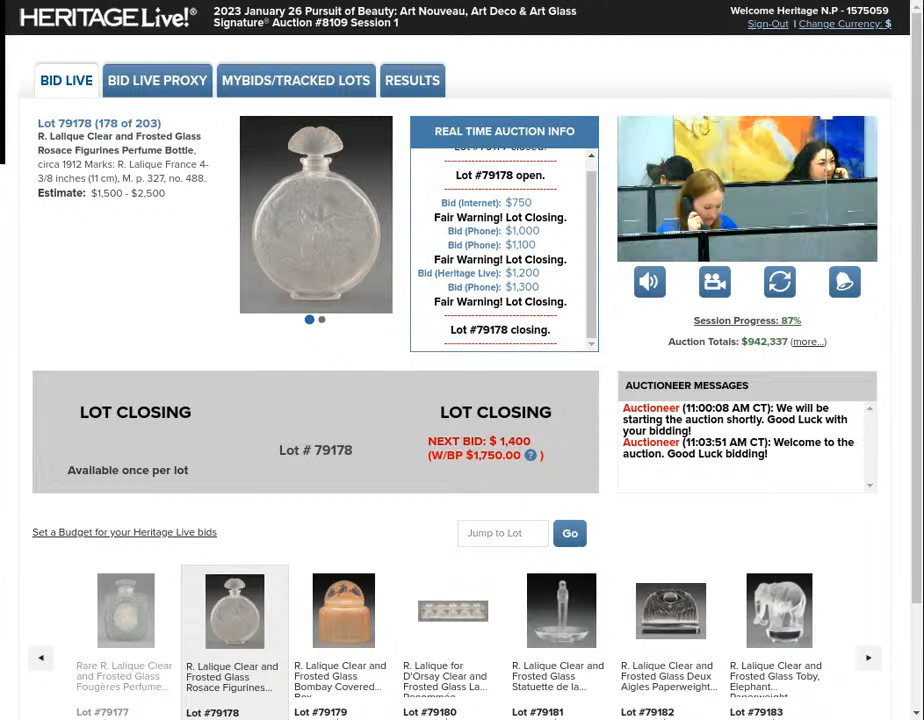 HERITAGE Live!®
2023 January 26 Pursuit of Beauty: Art Nouveau, Art Deco & Art Glass
Signature® Auction #8109 Session 1
Welcome Heritage N.P - 1575059
Sign-Out | Change Currency: $
BID LIVE
BID LIVE PROXY
MYBIDS/TRACKED LOTS
RESULTS
Lot 79178 (178 of 203)
R. Lalique Clear and Frosted Glass
Rosace Figurines Perfume Bottle,
circa 1912 Marks: R. Lalique France 4-
3/8 inches (11 cm), M. p. 327, no. 488.
Estimate: $1,500 - $2,500
REAL TIME AUCTION INFO
Lot #79177 closed.
Lot #79178 open.
Bid (Internet): $750
Fair Warning! Lot Closing.
Bid (Phone): $1,000
Bid (Phone): $1,100
Fair Warning! Lot Closing.
Bid (Heritage Live): $1,200
Bid (Phone): $1,300
Fair Warning! Lot Closing.
Lot #79178 closing.
Session Progress: 87%
Auction Totals: $942,337 (more...)
LOT CLOSING
Available once per lot
Lot # 79178
LOT CLOSING
NEXT BID: $ 1,400
(W/BP $1,750.00 ? )
AUCTIONEER MESSAGES
Auctioneer (11:00:08 AM CT): We will be
starting the auction shortly. Good Luck with
your bidding!
Auctioneer (11:03:51 AM CT): Welcome to the
auction. Good Luck bidding!
Set a Budget for your Heritage Live bids
Jump to Lot
Go
Rare R. Lalique Clear
and Frosted Glass
Fougères Perfume...
Lot #79177
R. Lalique Clear and
Frosted Glass
Rosace Figurines...
Lot #79178
R. Lalique Clear and
Frosted Glass
Bombay Covered...
Box
Lot #79179
R. Lalique for
D'Orsay Clear and
Frosted Glass La...
Renommée
Lot #79180
R. Lalique Clear and
Frosted Glass
Statuette de la...
Lot #79181
R. Lalique Clear and
Frosted Glass Deux
Aigles Paperweight...
Lot #79182
R. Lalique Clear and
Frosted Glass Toby,
Elephant...
Paperweight
Lot #79183